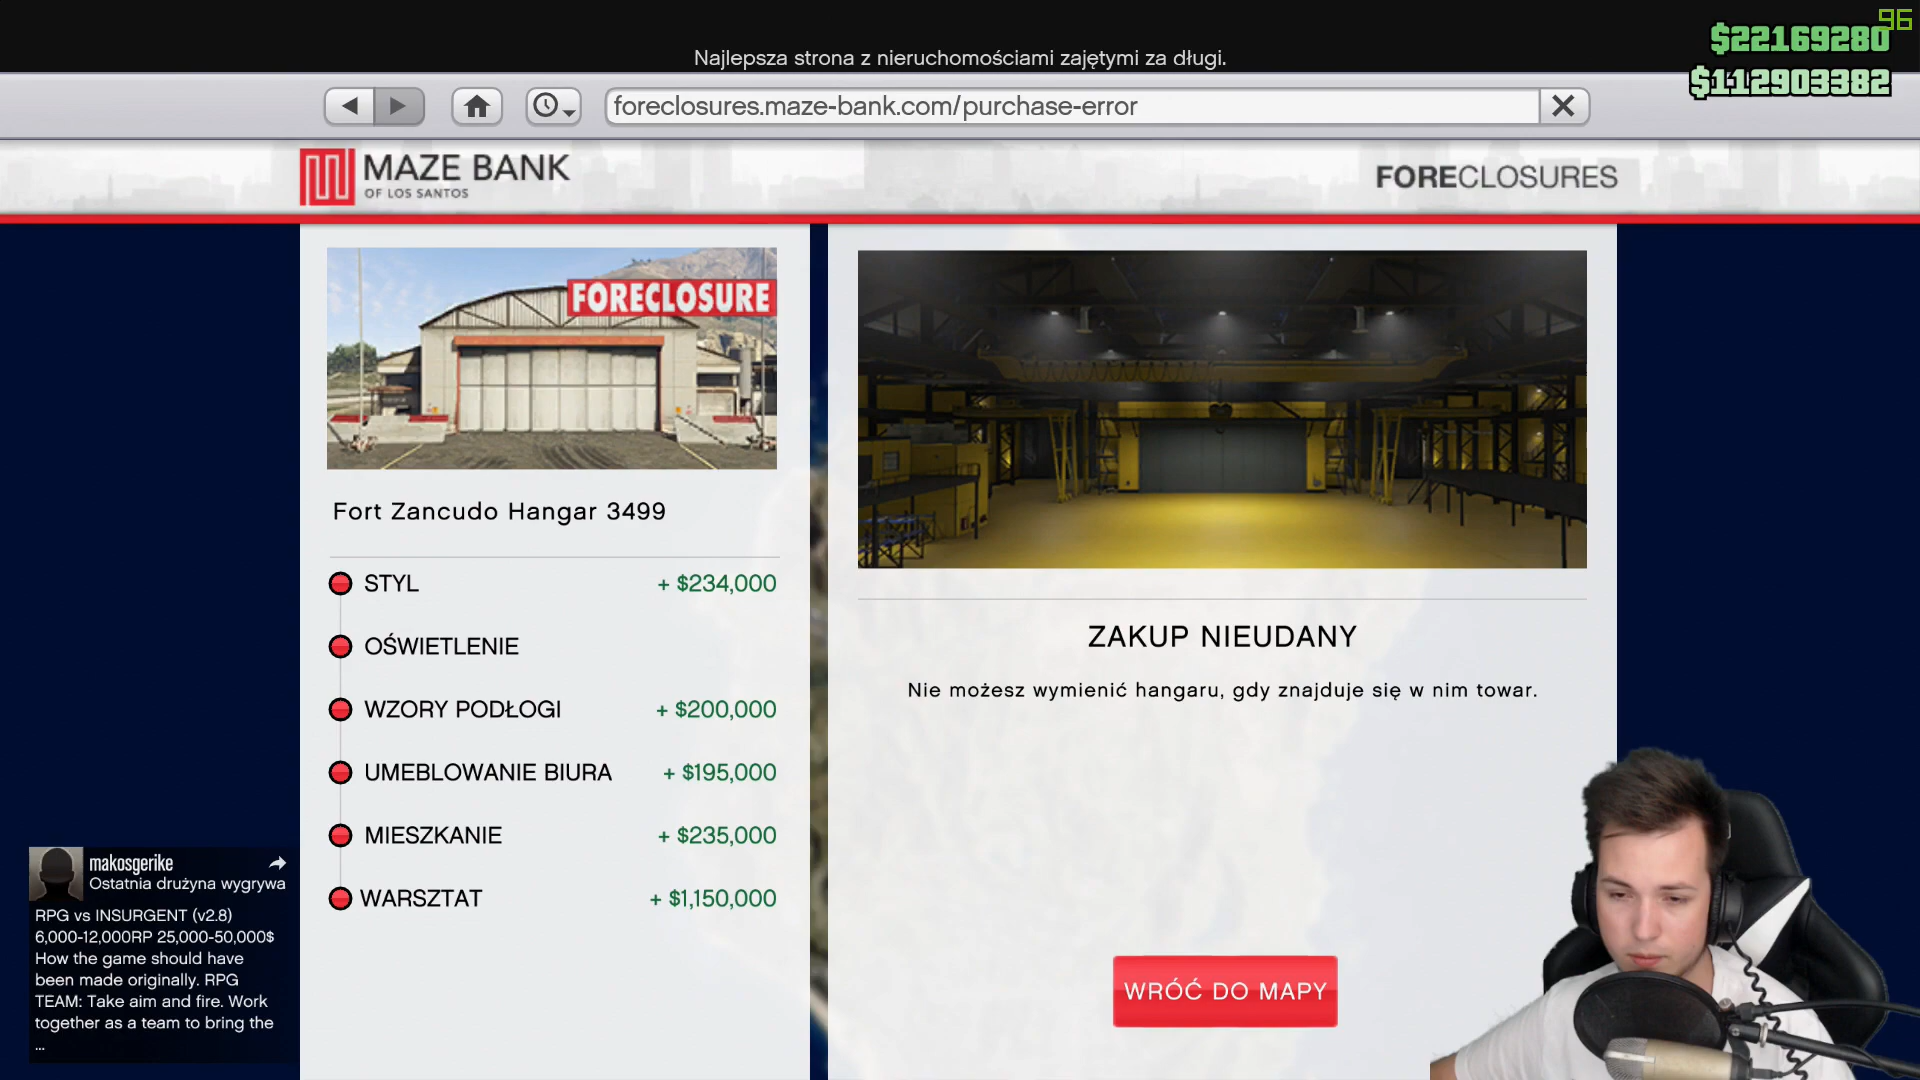 96
$22169280
$112903382
Najlepsza strona z nieruchomościami zajętymi za długi.
foreclosures.maze-bank.com/purchase-error
MAZE BANK
OF LOS SANTOS
FORECLOSURES
FORECLOSURE
Fort Zancudo Hangar 3499
STYL + $234,000
OŚWIETLENIE
WZORY PODŁOGI + $200,000
UMEBLOWANIE BIURA + $195,000
MIESZKANIE + $235,000
WARSZTAT + $1,150,000
ZAKUP NIEUDANY
Nie możesz wymienić hangaru, gdy znajduje się w nim towar.
WRÓĆ DO MAPY
makosgerike
Ostatnia drużyna wygrywa
RPG vs INSURGENT (v2.8)
6,000-12,000RP 25,000-50,000$
How the game should have
been made originally. RPG
TEAM: Take aim and fire. Work
together as a team to bring the
...